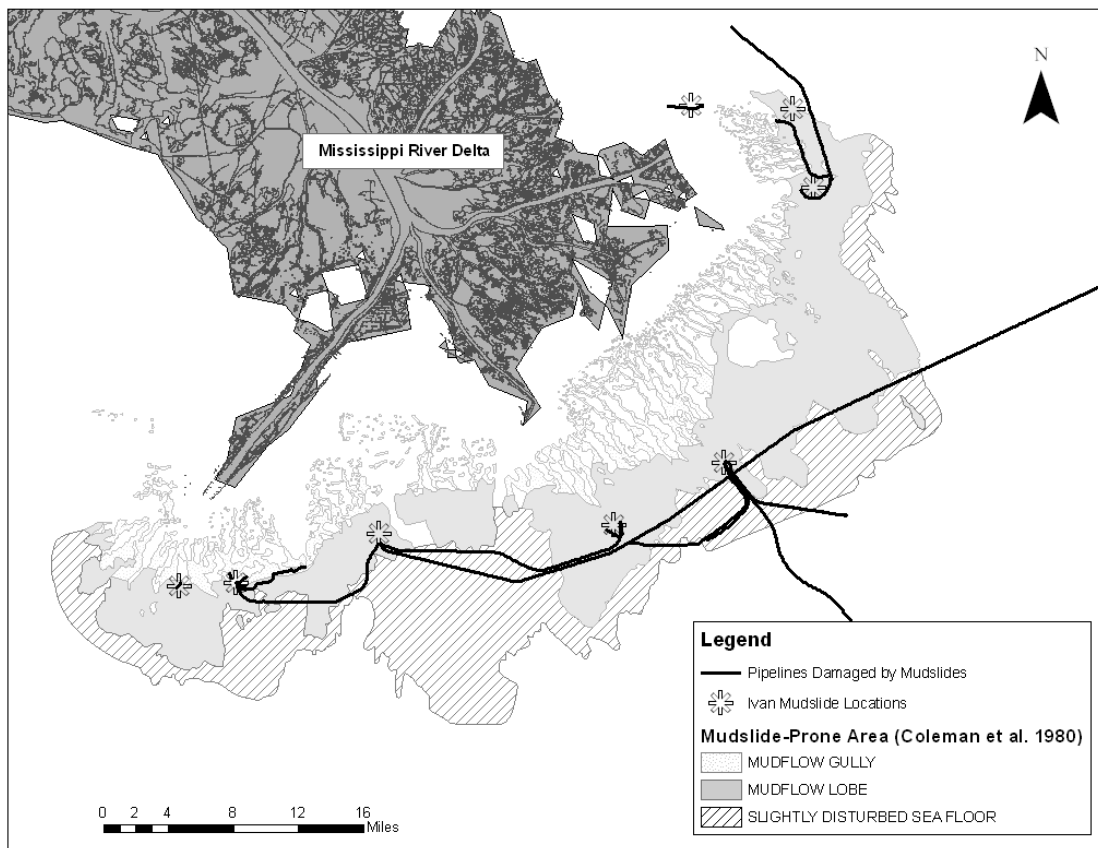 N
Mississippi River Delta
Legend
Pipelines Damaged by Mudslides
Ivan Mudslide Locations
Mudslide-Prone Area (Coleman et al. 1980)
MUDFLOW GULLY
MUDFLOW LOBE
SLIGHTLY DISTURBED SEA FLOOR
0 2 4 8 12 16
Miles